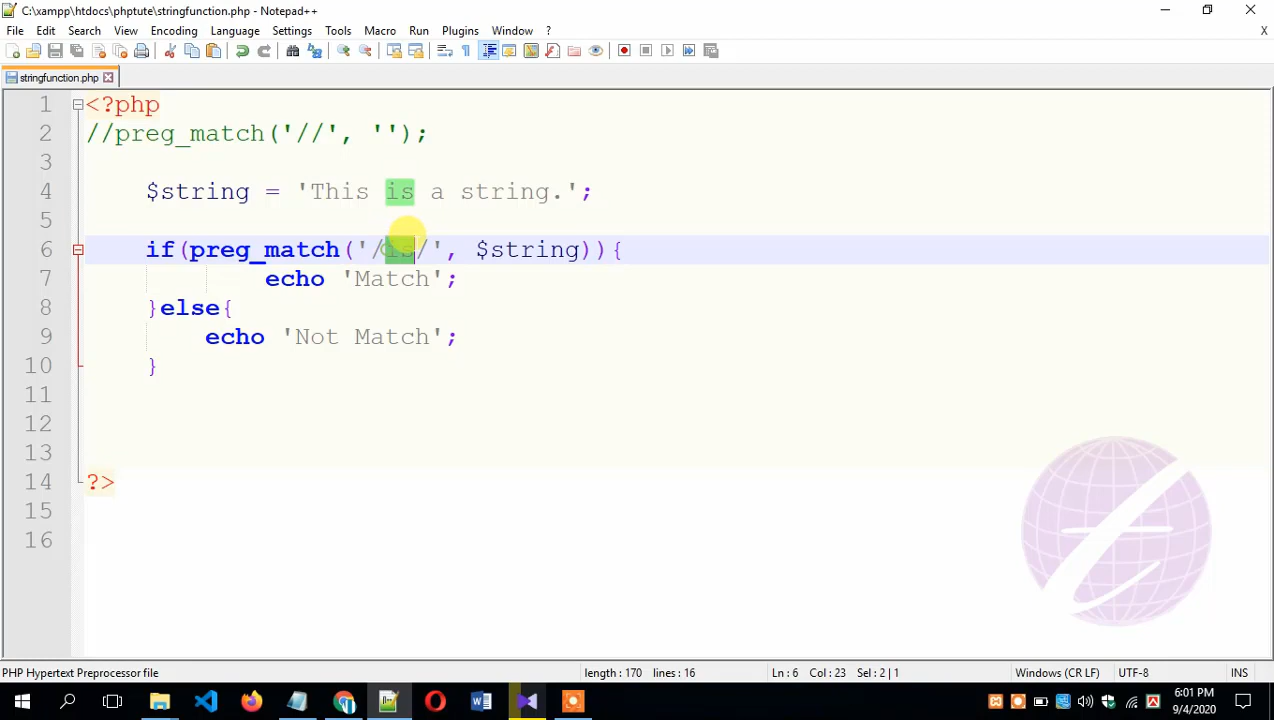 C:\xampp\htdocs\phptute\stringfunction.php - Notepad++
File Edit Search View Encoding Language Settings Tools Macro Run Plugins Window ? X
stringfunction.php
1 <?php
2 //preg_match('//', '');
3
4 $string = 'This is a string.';
5
6 if(preg_match('/is/', $string)){
7 echo 'Match';
8 }else{
9 echo 'Not Match';
10 }
11
12
13
14 ?>
15
16
PHP Hypertext Preprocessor file length : 170 lines : 16 Ln : 6 Col : 23 Sel : 2 | 1 Windows (CR LF) UTF-8 INS
6:01 PM
9/4/2020